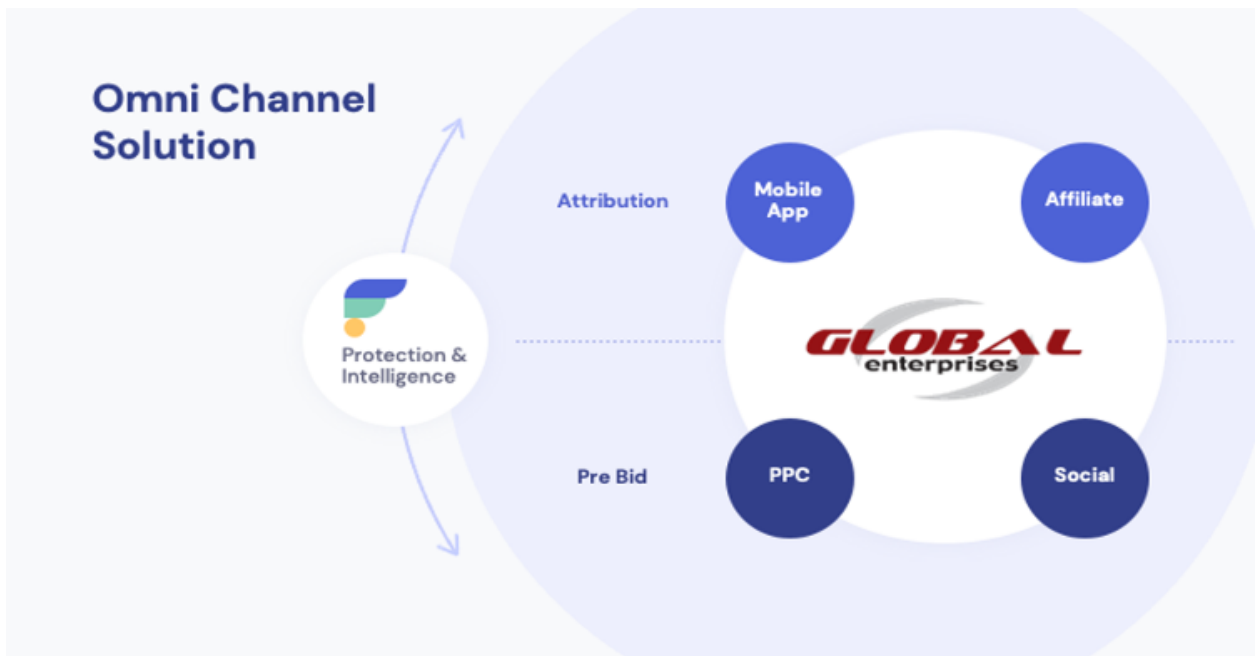 Omni Channel
Solution
Attribution
Mobile
App
Affiliate
Protection &
Intelligence
GLOBAL
enterprises
Pre Bid
PPC
Social